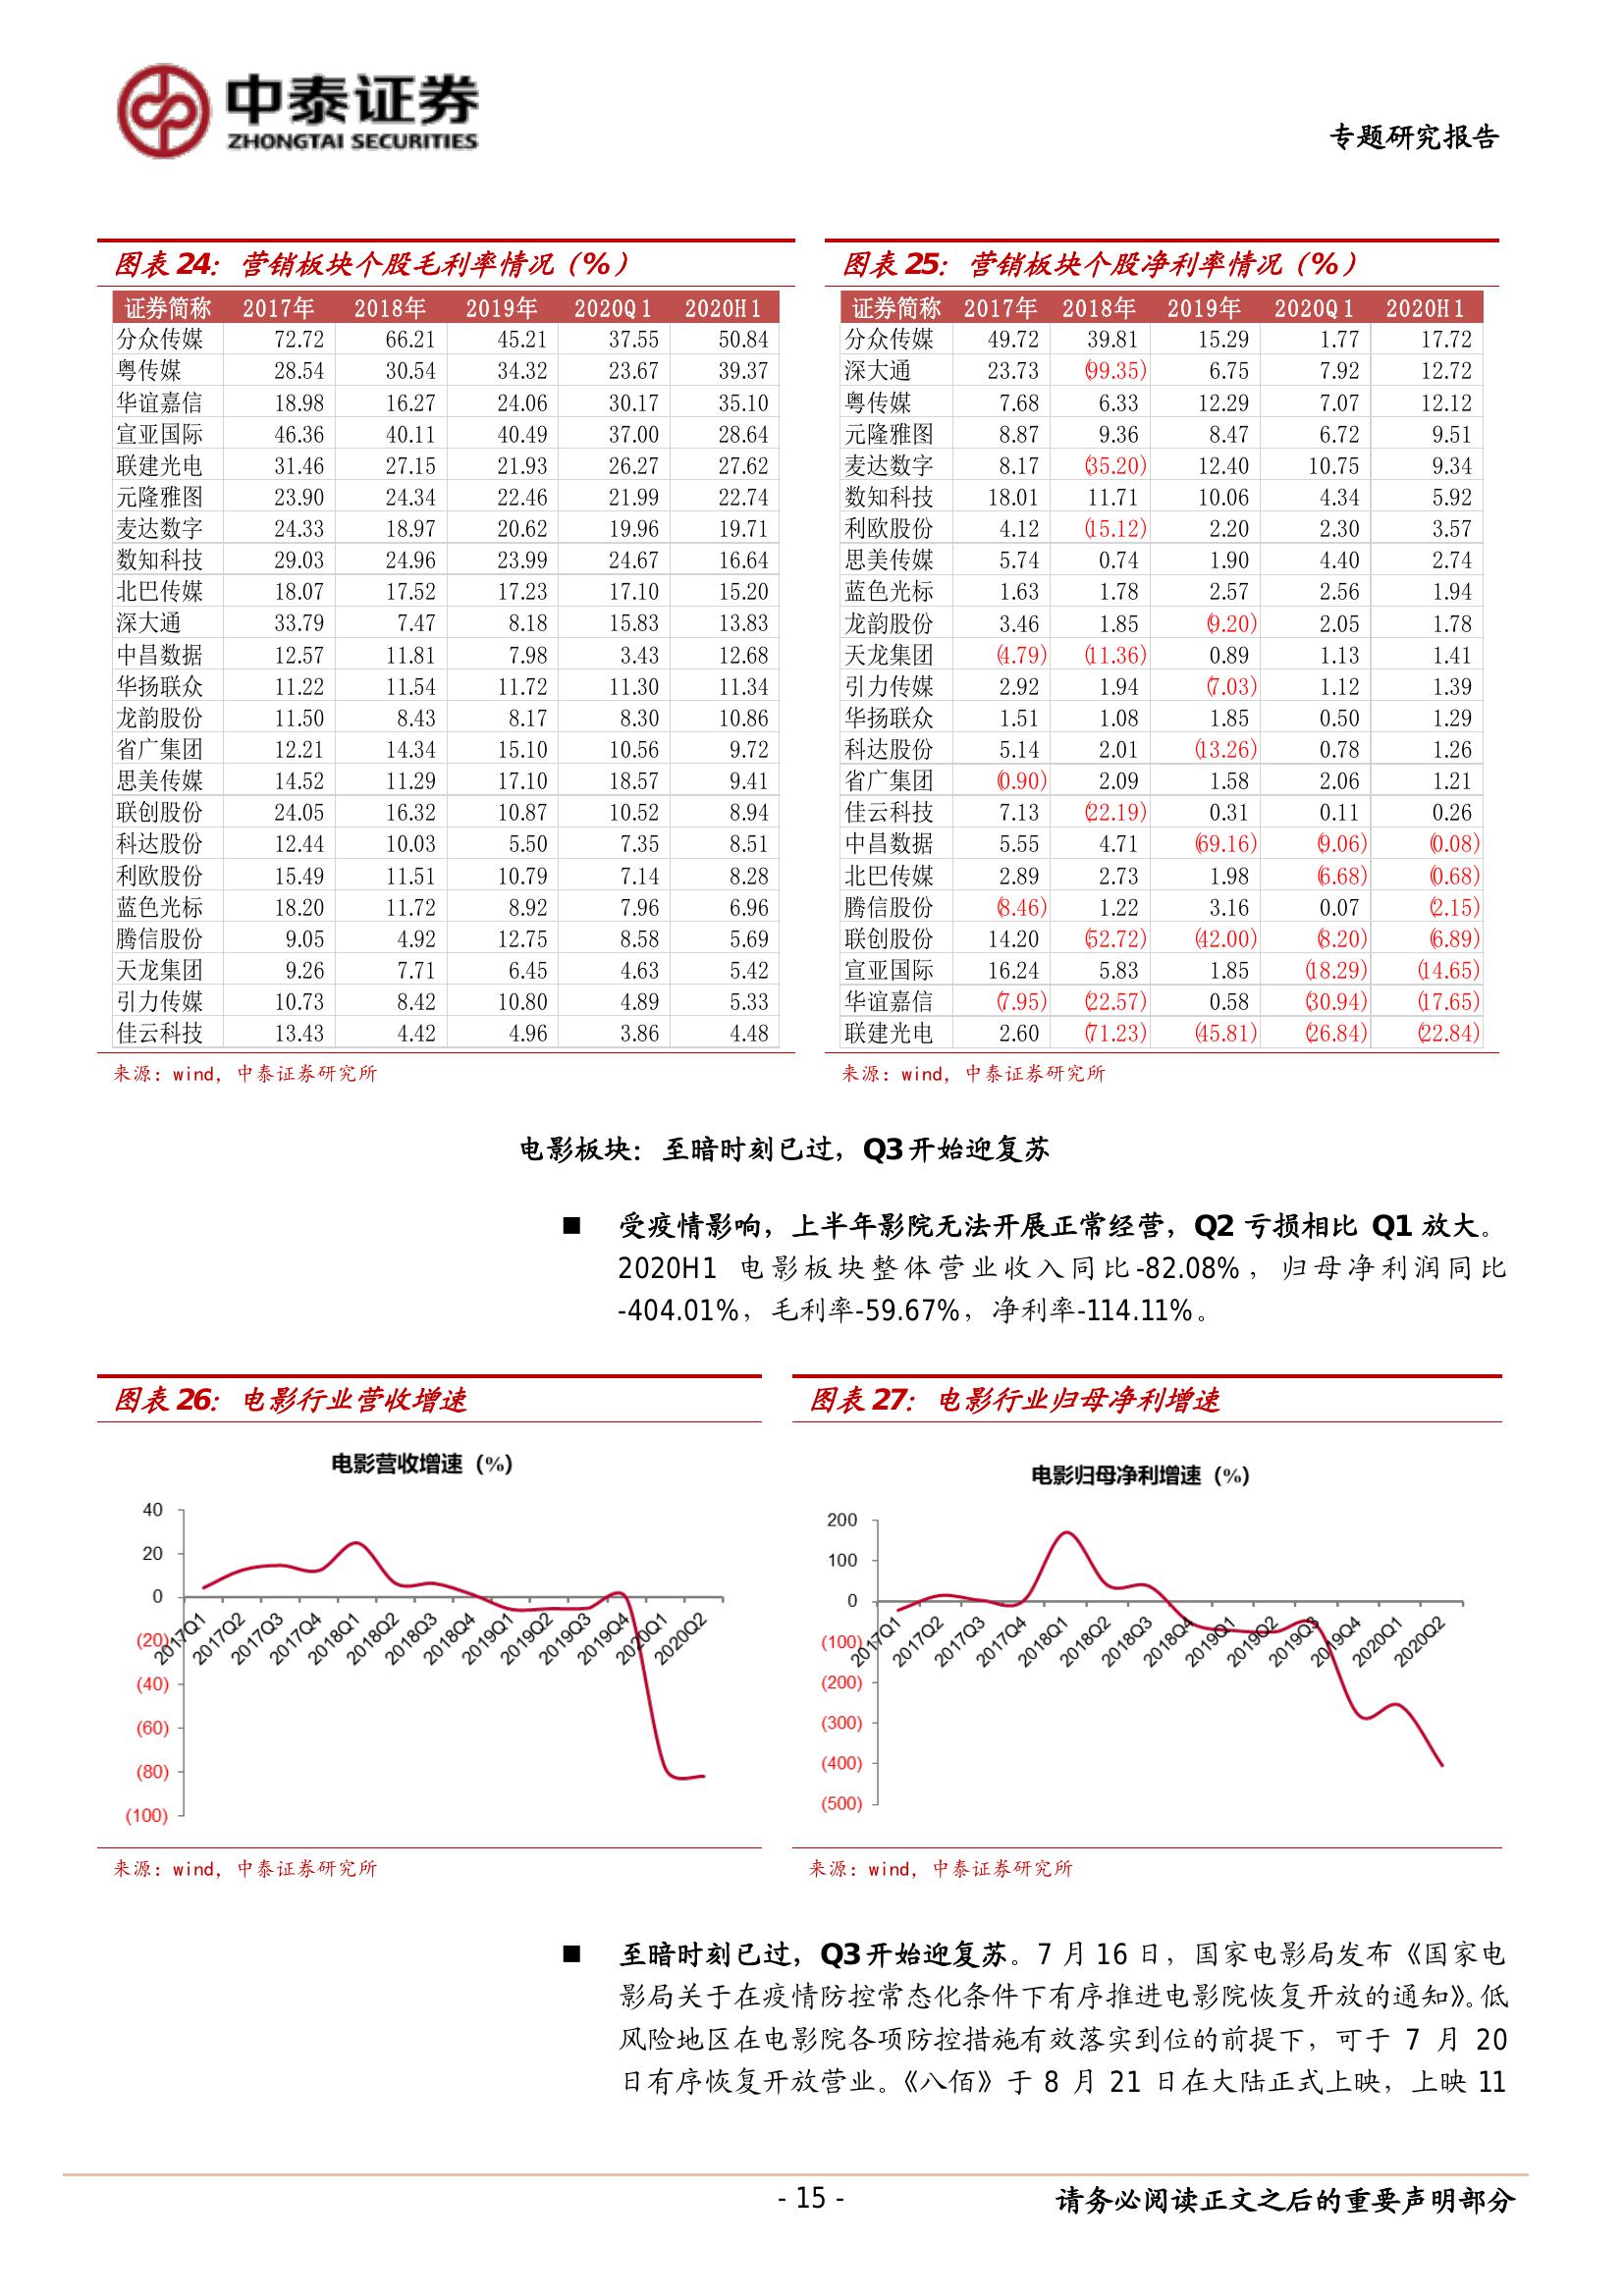 中泰证券
ZHONGTAI SECURITIES
专题研究报告
图表 24：营销板块个股毛利率情况（%）
证券简称 2017年 2018年 2019年 2020Q1 2020H1
分众传媒 72.72 66.21 45.21 37.55 50.84
粤传媒 28.54 30.54 34.32 23.67 39.37
华谊嘉信 18.98 16.27 24.06 30.17 35.10
宣亚国际 46.36 40.11 40.49 37.00 28.64
联建光电 31.46 27.15 21.93 26.27 27.62
元隆雅图 23.90 24.34 22.46 21.99 22.74
麦达数字 24.33 18.97 20.62 19.96 19.71
数知科技 29.03 24.96 23.99 24.67 16.64
北巴传媒 18.07 17.52 17.23 17.10 15.20
深大通 33.79 7.47 8.18 15.83 13.83
中昌数据 12.57 11.81 7.98 3.43 12.68
华扬联众 11.22 11.54 11.72 11.30 11.34
龙韵股份 11.50 8.43 8.17 8.30 10.86
省广集团 12.21 14.34 15.10 10.56 9.72
思美传媒 14.52 11.29 17.10 18.57 9.41
联创股份 24.05 16.32 10.87 10.52 8.94
科达股份 12.44 10.03 5.50 7.35 8.51
利欧股份 15.49 11.51 10.79 7.14 8.28
蓝色光标 18.20 11.72 8.92 7.96 6.96
腾信股份 9.05 4.92 12.75 8.58 5.69
天龙集团 9.26 7.71 6.45 4.63 5.42
引力传媒 10.73 8.42 10.80 4.89 5.33
佳云科技 13.43 4.42 4.96 3.86 4.48
来源：wind，中泰证券研究所
图表 25：营销板块个股净利率情况（%）
证券简称 2017年 2018年 2019年 2020Q1 2020H1
分众传媒 49.72 39.81 15.29 1.77 17.72
深大通 23.73 (99.35) 6.75 7.92 12.72
粤传媒 7.68 6.33 12.29 7.07 12.12
元隆雅图 8.87 9.36 8.47 6.72 9.51
麦达数字 8.17 (35.20) 12.40 10.75 9.34
数知科技 18.01 11.71 10.06 4.34 5.92
利欧股份 4.12 (15.12) 2.20 2.30 3.57
思美传媒 5.74 0.74 1.90 4.40 2.74
蓝色光标 1.63 1.78 2.57 2.56 1.94
龙韵股份 3.46 1.85 (9.20) 2.05 1.78
天龙集团 (4.79) (11.36) 0.89 1.13 1.41
引力传媒 2.92 1.94 (7.03) 1.12 1.39
华扬联众 1.51 1.08 1.85 0.50 1.29
科达股份 5.14 2.01 (13.26) 0.78 1.26
省广集团 (0.90) 2.09 1.58 2.06 1.21
佳云科技 7.13 (22.19) 0.31 0.11 0.26
中昌数据 5.55 4.71 (69.16) (9.06) (0.08)
北巴传媒 2.89 2.73 1.98 (6.68) (0.68)
腾信股份 (8.46) 1.22 3.16 0.07 (2.15)
联创股份 14.20 (52.72) (42.00) (8.20) (6.89)
宣亚国际 16.24 5.83 1.85 (18.29) (14.65)
华谊嘉信 (7.95) (22.57) 0.58 (30.94) (17.65)
联建光电 2.60 (71.23) (45.81) (26.84) (22.84)
来源：wind，中泰证券研究所
电影板块：至暗时刻已过，Q3 开始迎复苏
■ 受疫情影响，上半年影院无法开展正常经营，Q2 亏损相比 Q1 放大。
2020H1 电影板块整体营业收入同比-82.08%，归母净利润同比
-404.01%，毛利率-59.67%，净利率-114.11%。
图表 26：电影行业营收增速
电影营收增速（%）
40
20
0
(20)
(40)
(60)
(80)
(100)
2017Q1 2017Q2 2017Q3 2017Q4 2018Q1 2018Q2 2018Q3 2018Q4 2019Q1 2019Q2 2019Q3 2019Q4 2020Q1 2020Q2
来源：wind，中泰证券研究所
图表 27：电影行业归母净利增速
电影归母净利增速（%）
200
100
0
(100)
(200)
(300)
(400)
(500)
2017Q1 2017Q2 2017Q3 2017Q4 2018Q1 2018Q2 2018Q3 2018Q4 2019Q1 2019Q2 2019Q3 2019Q4 2020Q1 2020Q2
来源：wind，中泰证券研究所
■ 至暗时刻已过，Q3 开始迎复苏。7 月 16 日，国家电影局发布《国家电
影局关于在疫情防控常态化条件下有序推进电影院恢复开放的通知》。低
风险地区在电影院各项防控措施有效落实到位的前提下，可于 7 月 20
日有序恢复开放营业。《八佰》于 8 月 21 日在大陆正式上映，上映 11
- 15 -
请务必阅读正文之后的重要声明部分